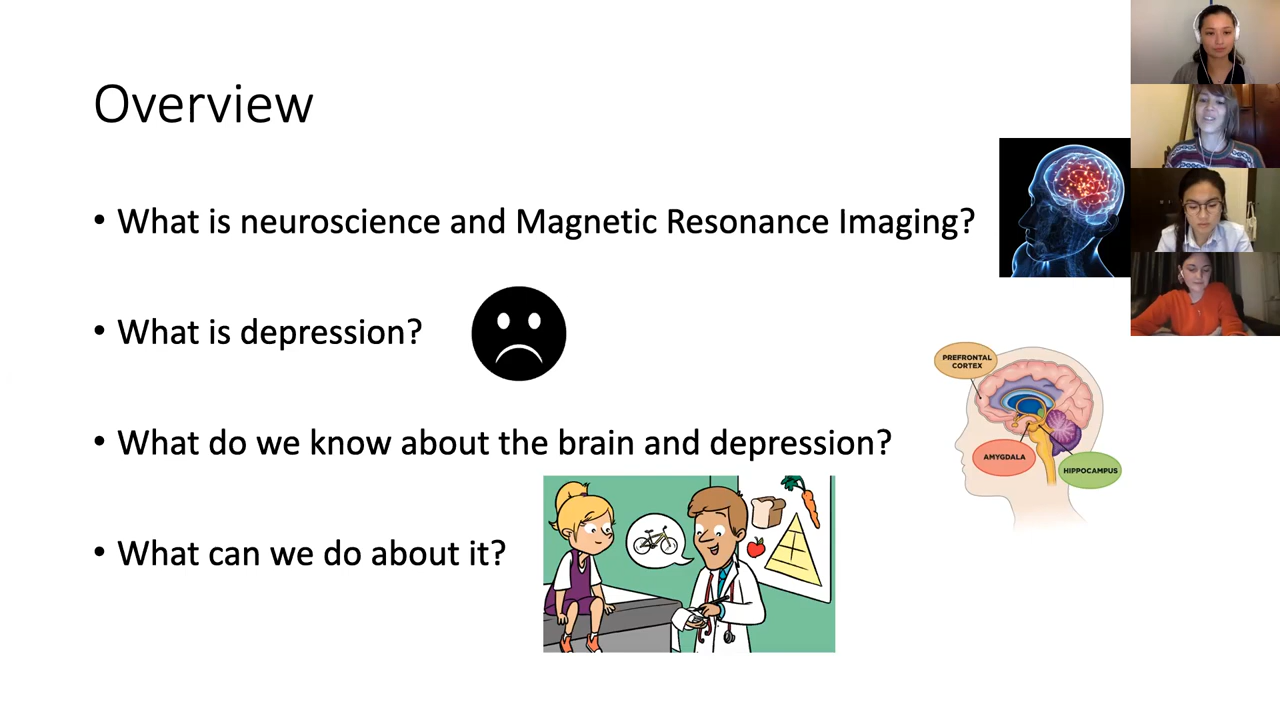 Overview
• What is neuroscience and Magnetic Resonance Imaging?
• What is depression?
PREFRONTAL
CORTEX
• What do we know about the brain and depression?
AMYGDALA
HIPPOCAMPUS
• What can we do about it?